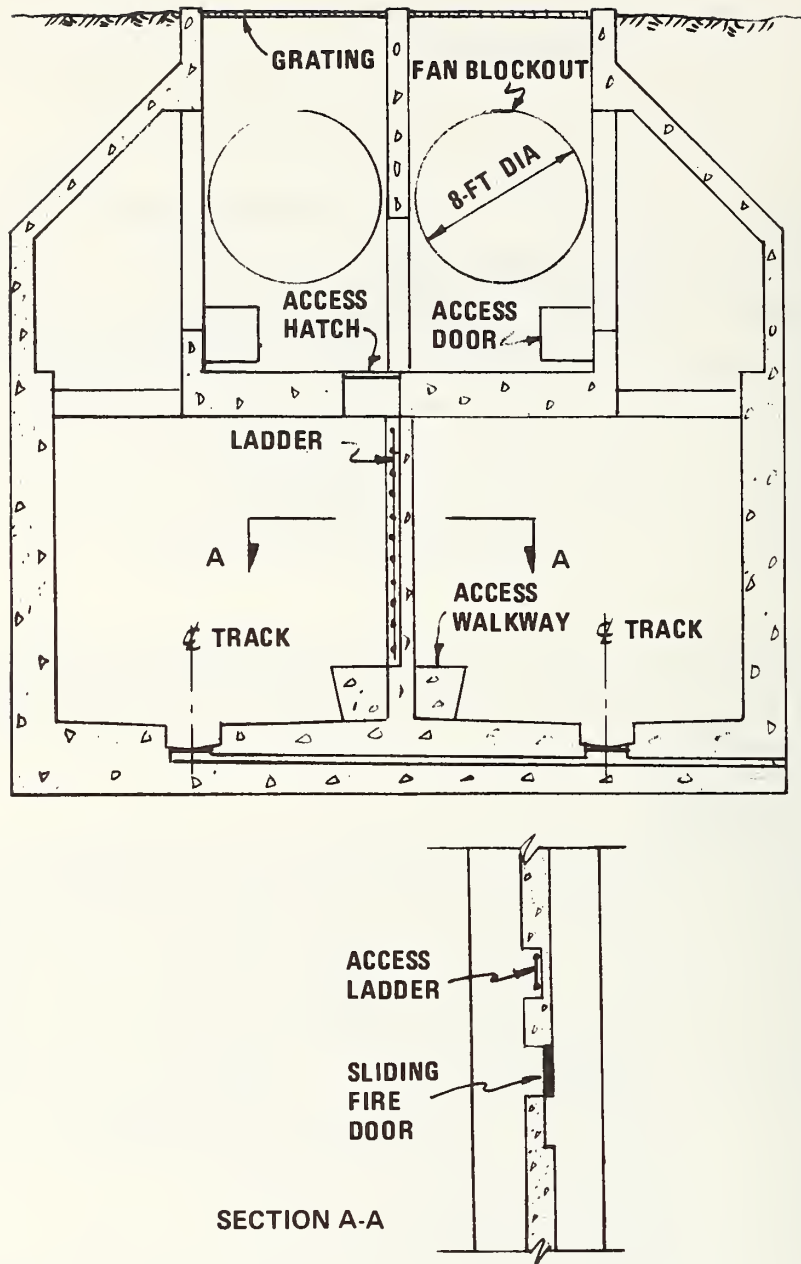 GRATING
FAN BLOCKOUT
8-FT DIA
ACCESS
HATCH
ACCESS
DOOR
LADDER
A
A
ACCESS
WALKWAY
℄ TRACK
℄ TRACK
ACCESS
LADDER
SLIDING
FIRE
DOOR
SECTION A-A